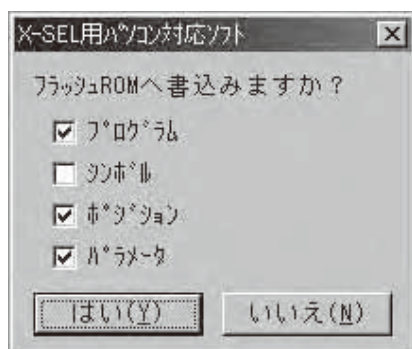 X-SEL用ﾊﾟｿｺﾝ対応ｿﾌﾄ
ﾌﾗｯｼｭROMへ書込みますか？
ﾌﾟﾛｸﾞﾗﾑ
ｼﾝﾎﾞﾙ
ﾎﾟｼﾞｼｮﾝ
ﾊﾟﾗﾒｰﾀ
はい(Y) いいえ(N)